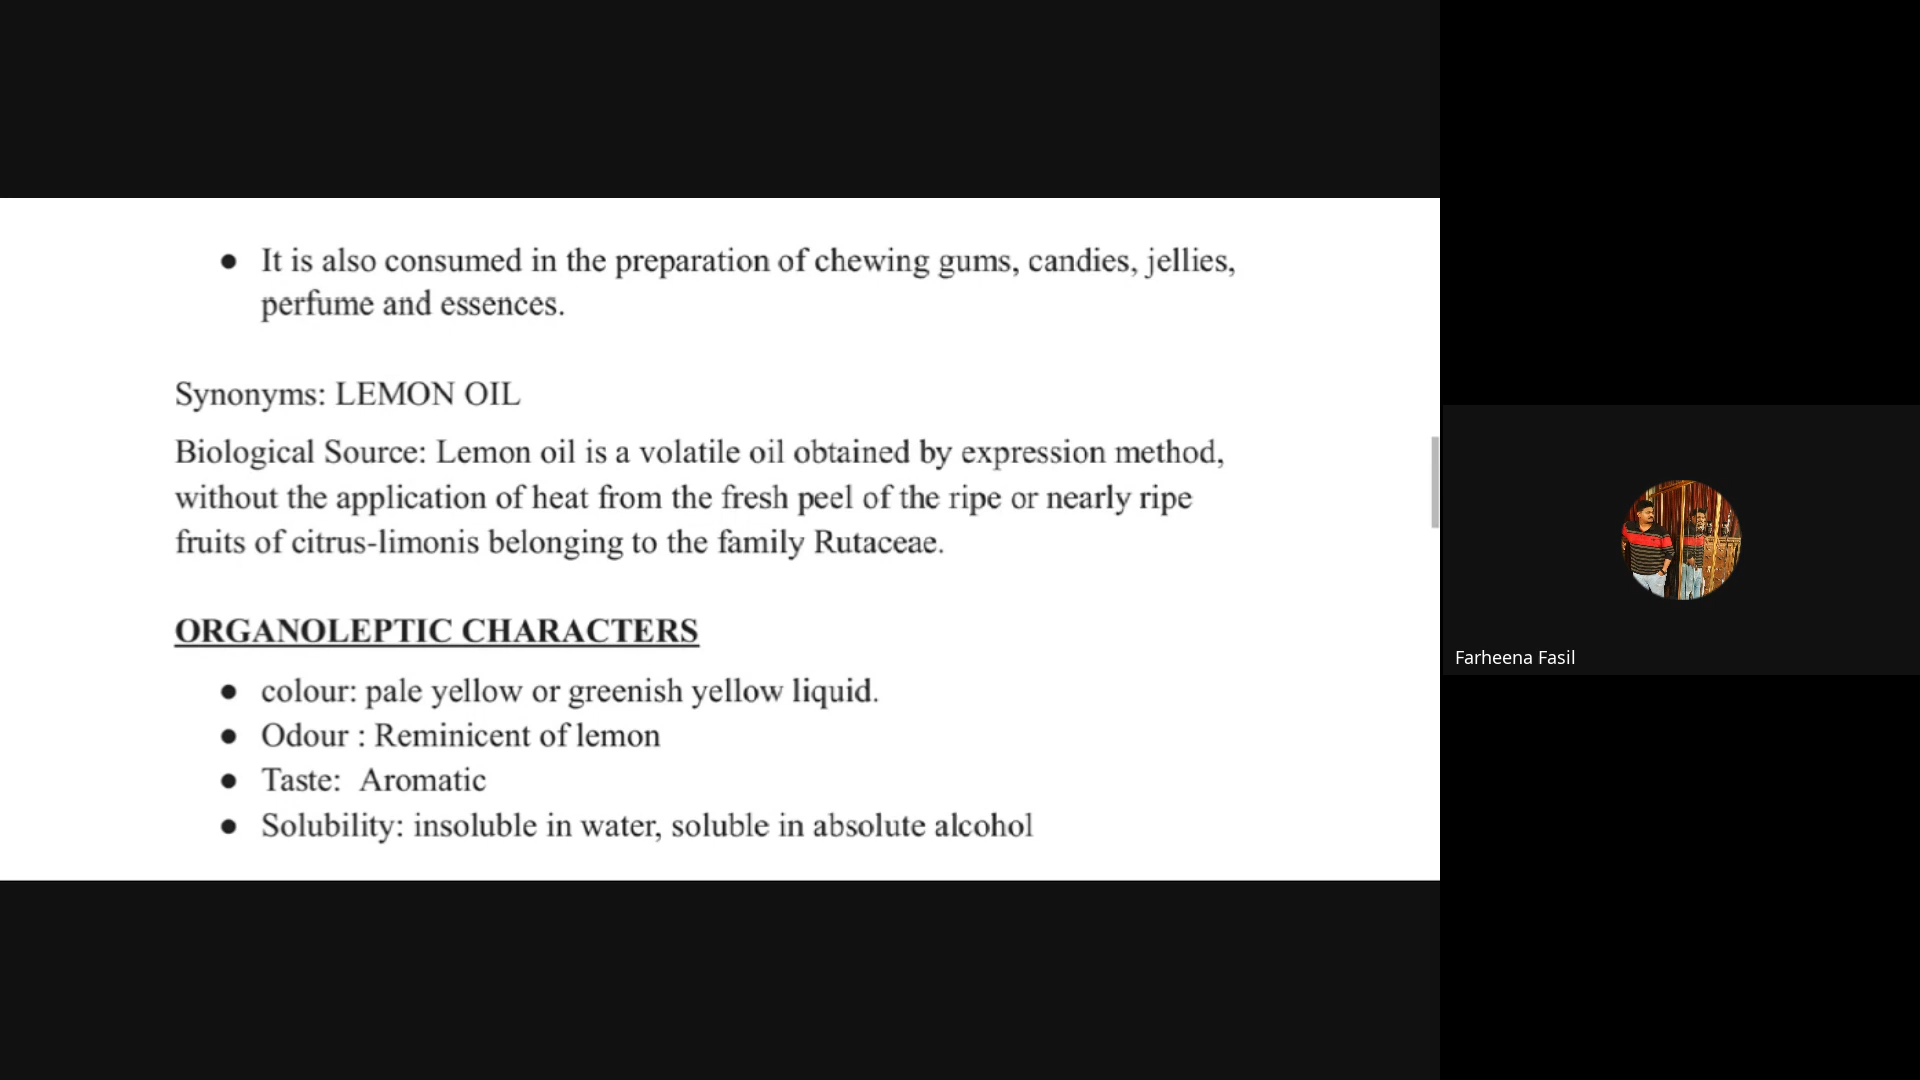 ● It is also consumed in the preparation of chewing gums, candies, jellies,
perfume and essences.
Synonyms: LEMON OIL
Biological Source: Lemon oil is a volatile oil obtained by expression method,
without the application of heat from the fresh peel of the ripe or nearly ripe
fruits of citrus-limonis belonging to the family Rutaceae.
ORGANOLEPTIC CHARACTERS
● colour: pale yellow or greenish yellow liquid.
● Odour : Reminicent of lemon
● Taste:  Aromatic
● Solubility: insoluble in water, soluble in absolute alcohol
Farheena Fasil